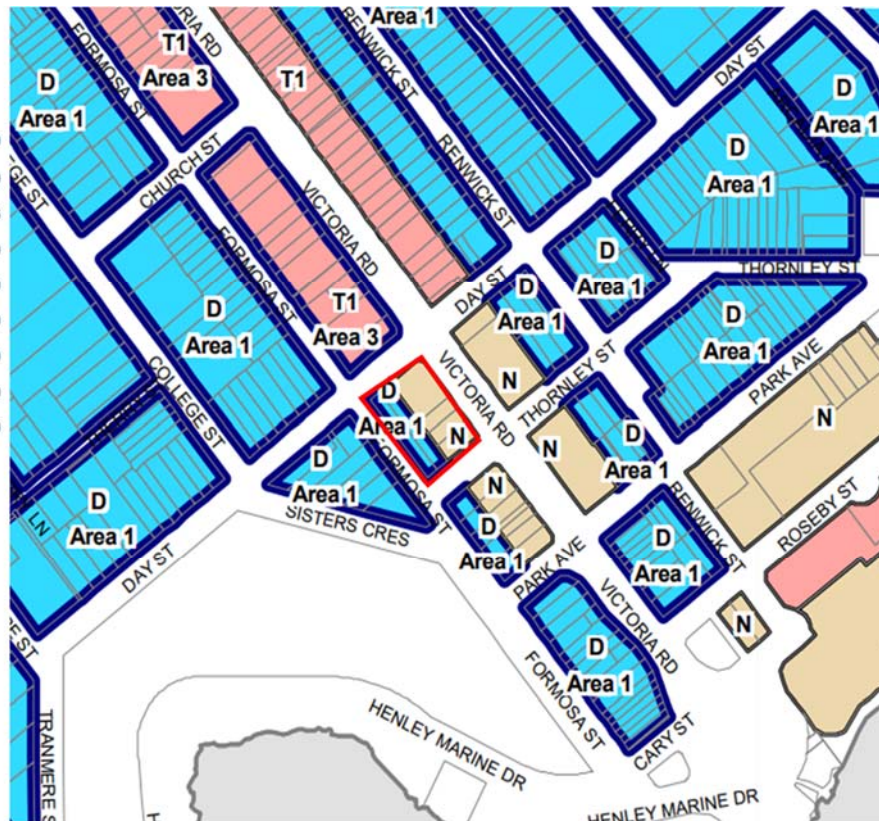 Area 1
D
Area 1
FORMOSA ST
T1
Area 3
VICTORIA RD
T1
RENWICK ST
RENWICK ST
DAY ST
D
Area 1
D
Area 1
CHURCH ST
D
Area 1
FORMOSA ST
VICTORIA RD
T1
Area 3
DAY ST
D
Area 1
D
Area 1
THORNLEY ST
D
Area 1
PARK AVE
COLLEGE ST
D
Area 1
N
VICTORIA RD
N
THORNLEY ST
N
D
Area 1
N
D
Area 1
FORMOSA ST
SISTERS CRES
D
Area 1
LN
DAY ST
N
D
Area 1
PARK AVE
RENWICK ST
ROSEBY ST
D
Area 1
N
VICTORIA RD
D
Area 1
FORMOSA ST
CARY ST
HENLEY MARINE DR
TRANMERE S
HENLEY MARINE DR